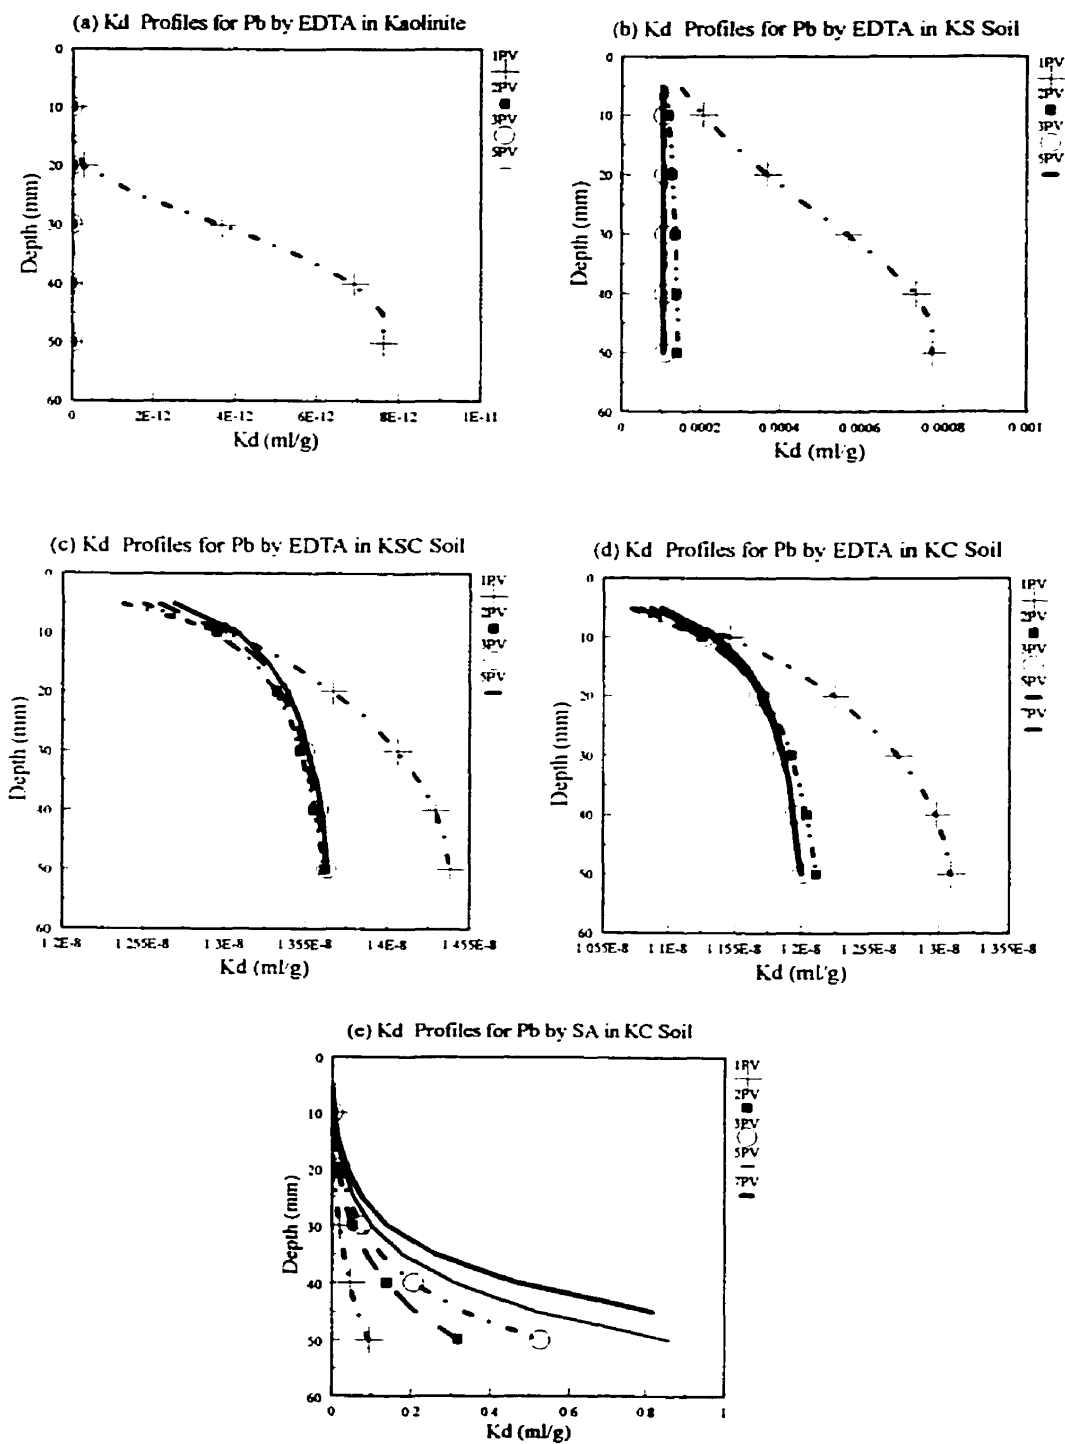 (a) Kd Profiles for Pb by EDTA in Kaolinite
0
10
20
30
40
50
60
Depth (mm)
0 2E-12 4E-12 6E-12 8E-12 1E-11
Kd (ml/g)
1PV
2PV
3PV
5PV
(b) Kd Profiles for Pb by EDTA in KS Soil
0
10
20
30
40
50
60
Depth (mm)
0 0.0002 0.0004 0.0006 0.0008 0.001
Kd (ml/g)
1PV
2PV
3PV
5PV
(c) Kd Profiles for Pb by EDTA in KSC Soil
0
10
20
30
40
50
60
Depth (mm)
1 2E-8 1 255E-8 1 3E-8 1 355E-8 1 4E-8 1 455E-8
Kd (ml/g)
1PV
2PV
3PV
5PV
(d) Kd Profiles for Pb by EDTA in KC Soil
0
10
20
30
40
50
60
Depth (mm)
1 055E-8 1 1E-8 1 155E-8 1 2E-8 1 255E-8 1 3E-8 1 355E-8
Kd (ml/g)
1PV
2PV
3PV
5PV
7PV
(e) Kd Profiles for Pb by SA in KC Soil
0
10
20
30
40
50
60
Depth (mm)
0 0 2 0 4 0 6 0 8 1
Kd (ml/g)
1PV
2PV
3PV
5PV
7PV